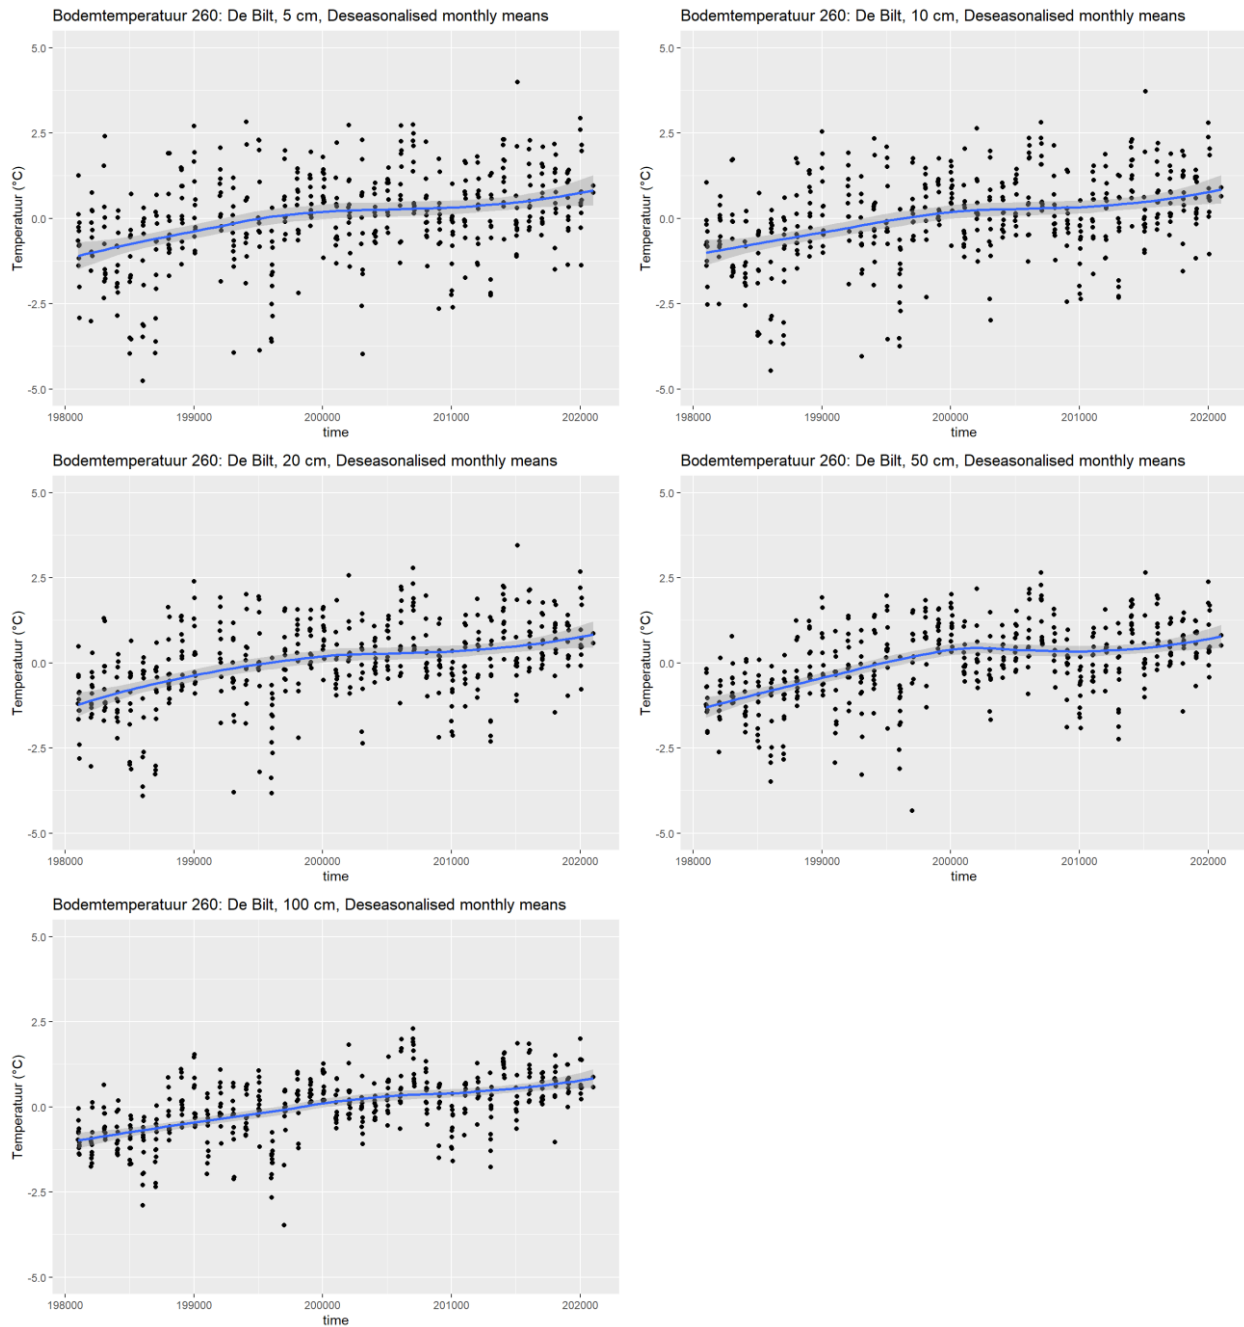 Bodemtemperatuur 260: De Bilt, 5 cm, Deseasonalised monthly means
5.0
2.5
0.0
-2.5
-5.0
Temperatuur (°C)
198000 199000 200000 201000 202000
time
Bodemtemperatuur 260: De Bilt, 10 cm, Deseasonalised monthly means
5.0
2.5
0.0
-2.5
-5.0
Temperatuur (°C)
198000 199000 200000 201000 202000
time
Bodemtemperatuur 260: De Bilt, 20 cm, Deseasonalised monthly means
5.0
2.5
0.0
-2.5
-5.0
Temperatuur (°C)
198000 199000 200000 201000 202000
time
Bodemtemperatuur 260: De Bilt, 50 cm, Deseasonalised monthly means
5.0
2.5
0.0
-2.5
-5.0
Temperatuur (°C)
198000 199000 200000 201000 202000
time
Bodemtemperatuur 260: De Bilt, 100 cm, Deseasonalised monthly means
5.0
2.5
0.0
-2.5
-5.0
Temperatuur (°C)
198000 199000 200000 201000 202000
time